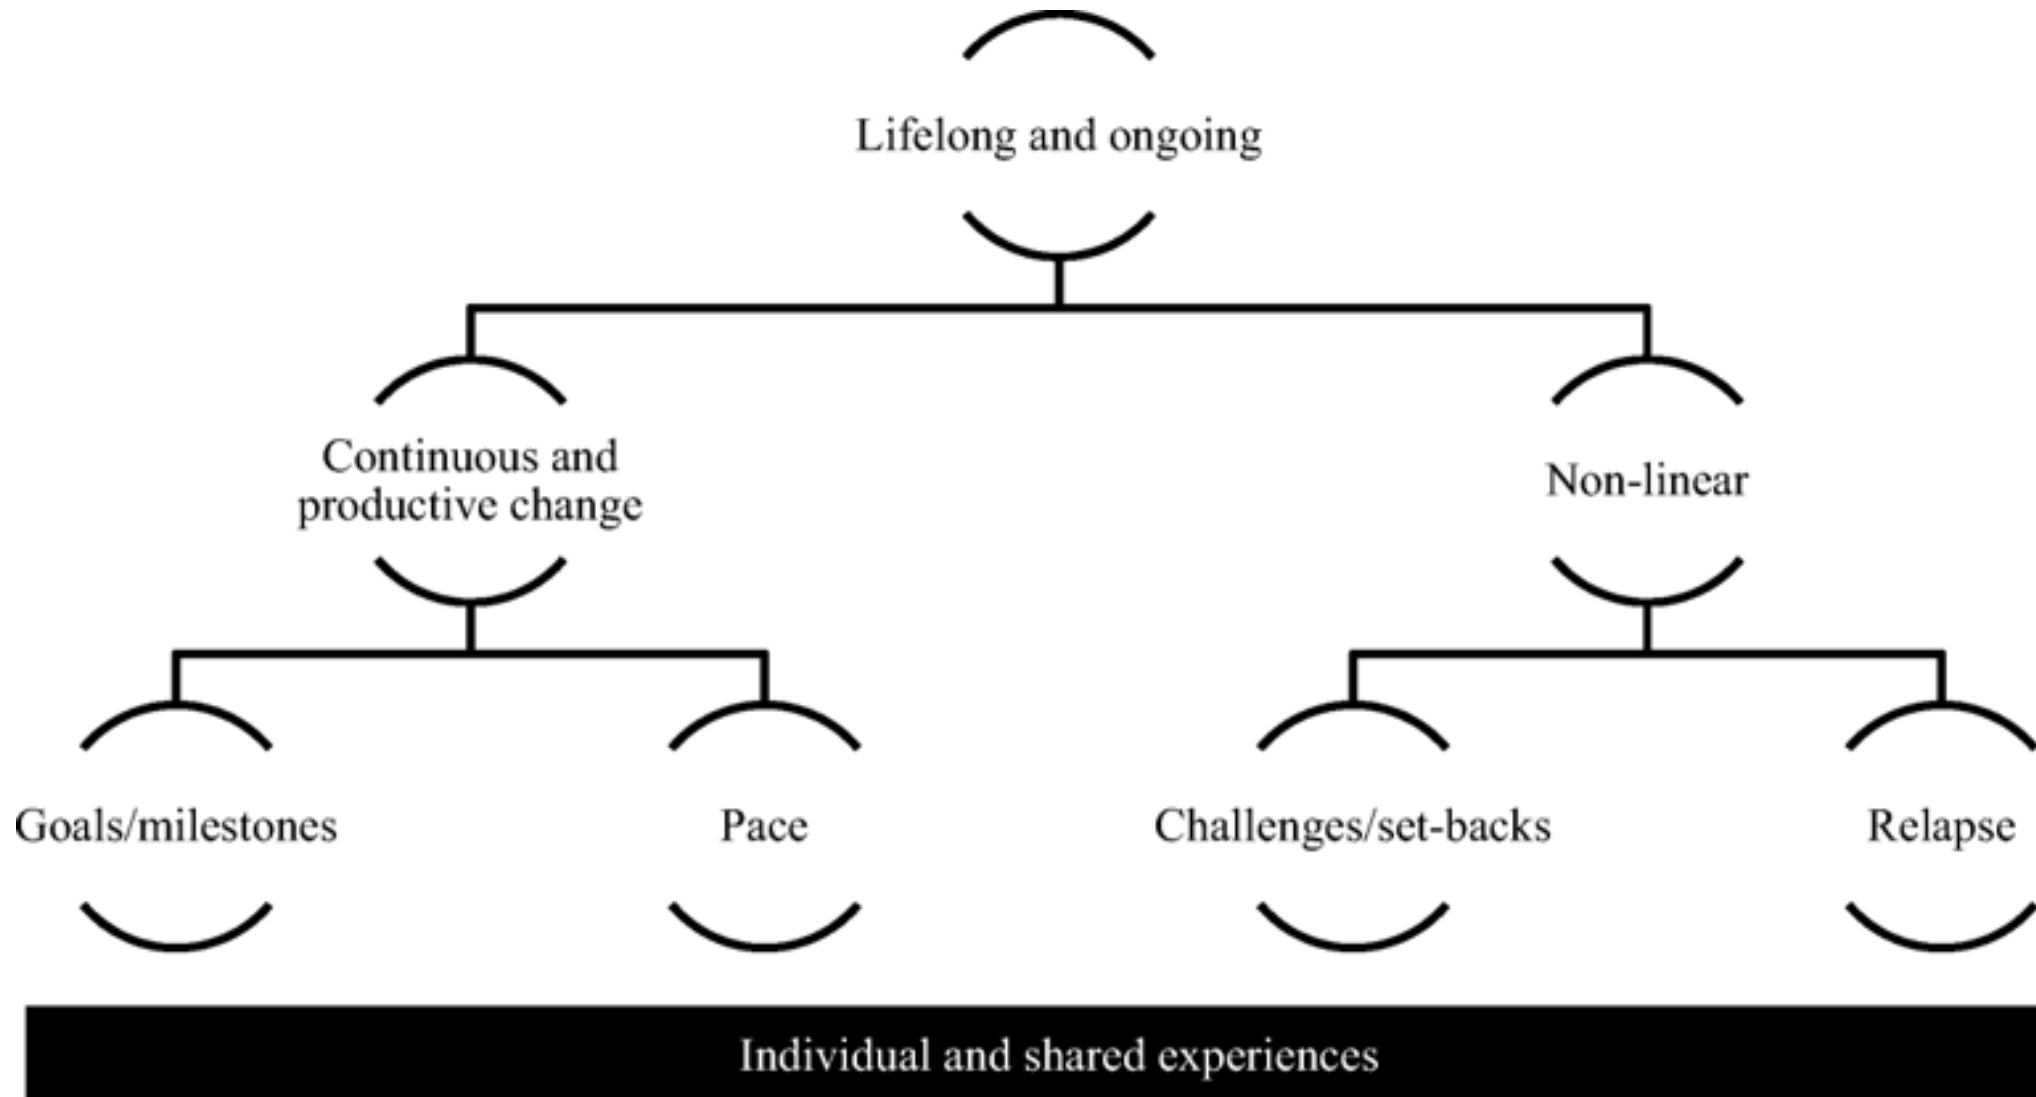 Lifelong and ongoing
Continuous and
productive change
Non-linear
Goals/milestones
Pace
Challenges/set-backs
Relapse
Individual and shared experiences